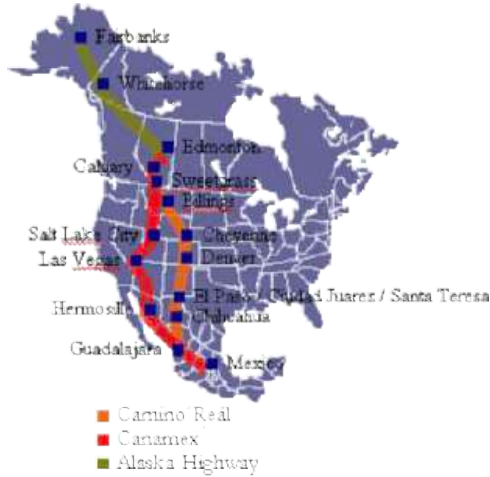 Fairbanks
Whitehorse
Edmonton
Calgary
Sweetgrass
Billings
Salt Lake City
Cheyenne
Las Vegas
Denver
El Paso / Ciudad Juarez / Santa Teresa
Hermosillo
Chihuahua
Guadalajara
Mexico
Camino Real
Canamex
Alaska Highway